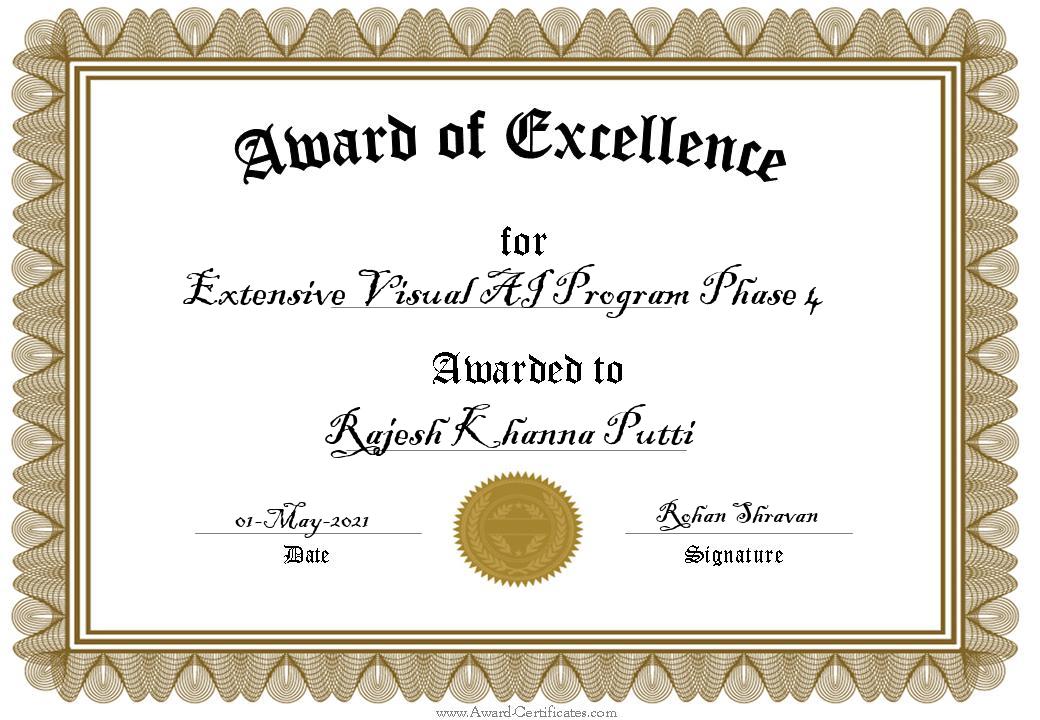 Award of Excellence
for
Extensive Visual AI Program Phase 4
Awarded to
Rajesh Khanna Putti
01-May-2021
Rohan Shravan
Date
Signature
www.Award-Certificates.com